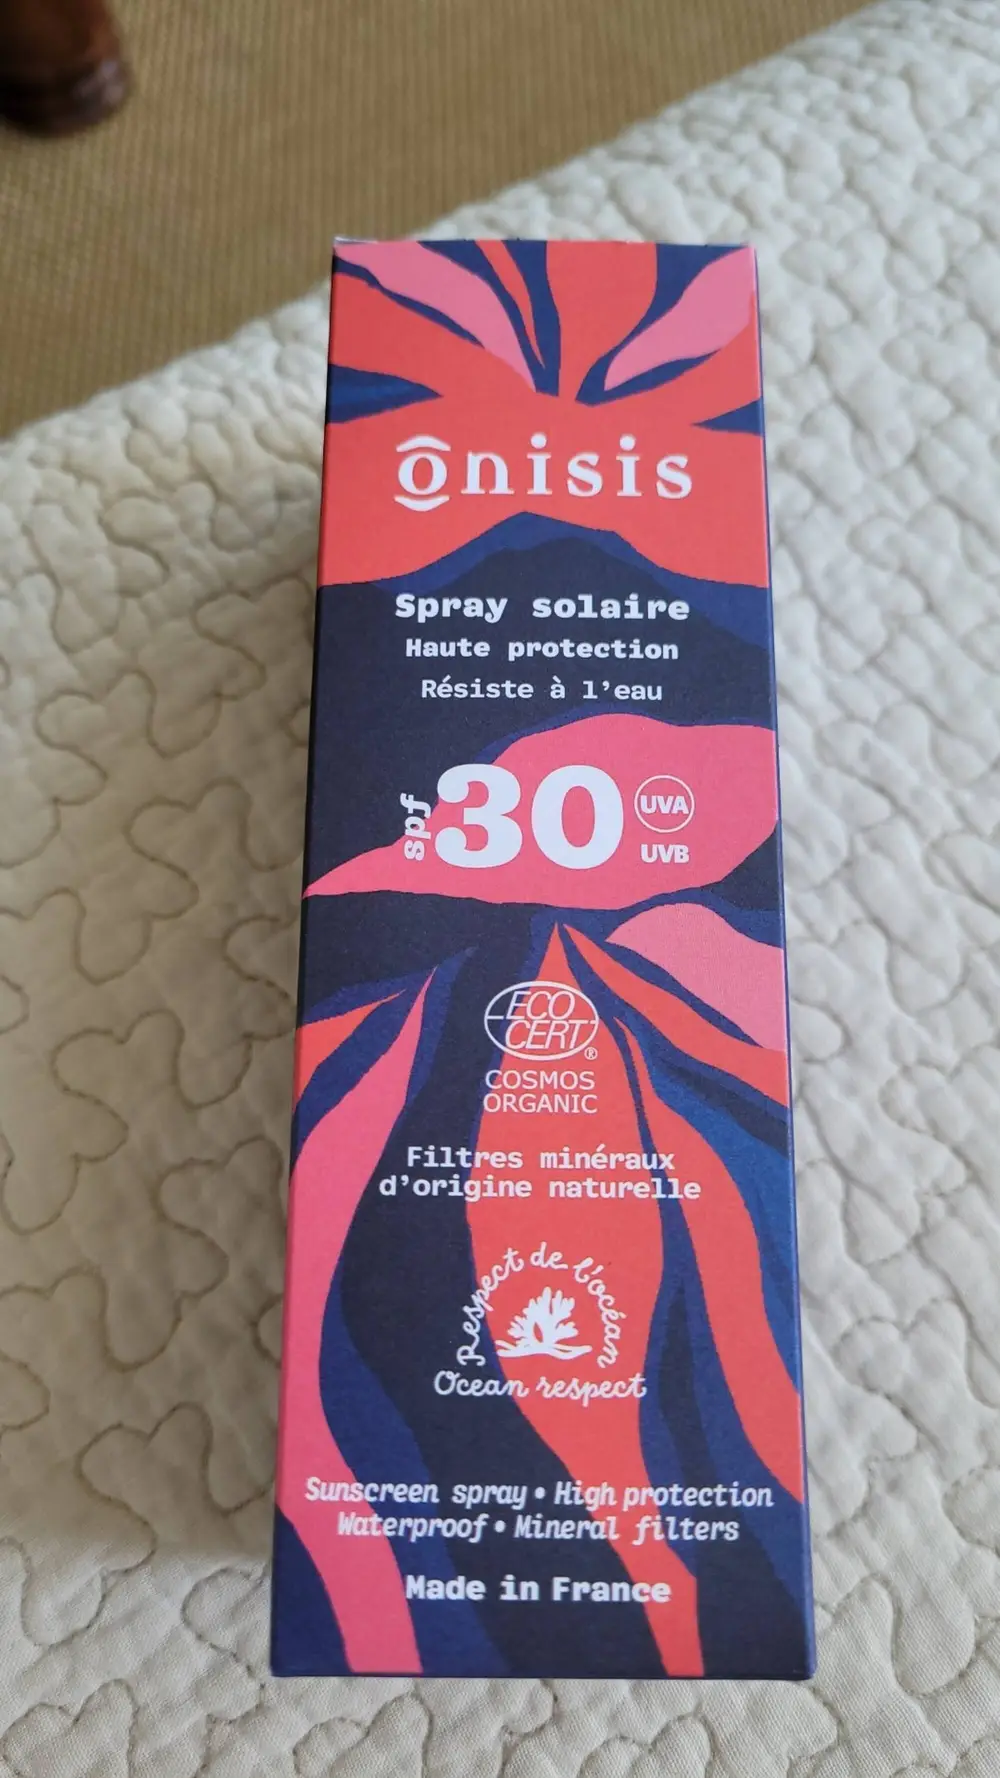 ônisis
Spray solaire
Haute protection
Résiste à l'eau
spf 30 UVA
UVB
ECO
CERT®
COSMOS
ORGANIC
Filtres minéraux
d'origine naturelle
Respect de l'océan
Ocean respect
Sunscreen spray • High protection
Waterproof • Mineral filters
Made in France